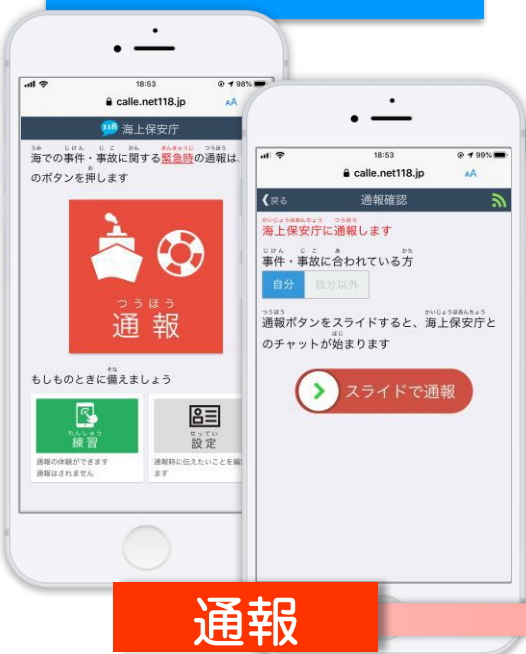 18:53
98%
calle.net118.jp
AA
118
海上保安庁
うみ じけん じこ かん きんきゅうじ つうほう
海での事件・事故に関する緊急時の通報は、
お
のボタンを押します
つうほう
通報
そな
もしものときに備えましょう
れんしゅう
練習
通報の体験ができます
通報はされません
せってい
設定
通報時に伝えたいことを編
ます
18:53
99%
calle.net118.jp
AA
戻る
通報確認
かいじょうほあんちょう つうほう
海上保安庁に通報します
じけん じこ あ かた
事件・事故に合われている方
自分
自分以外
つうほう かいじょうほあんちょう
通報ボタンをスライドすると、海上保安庁と
はじ
のチャットが始まります
スライドで通報
通報